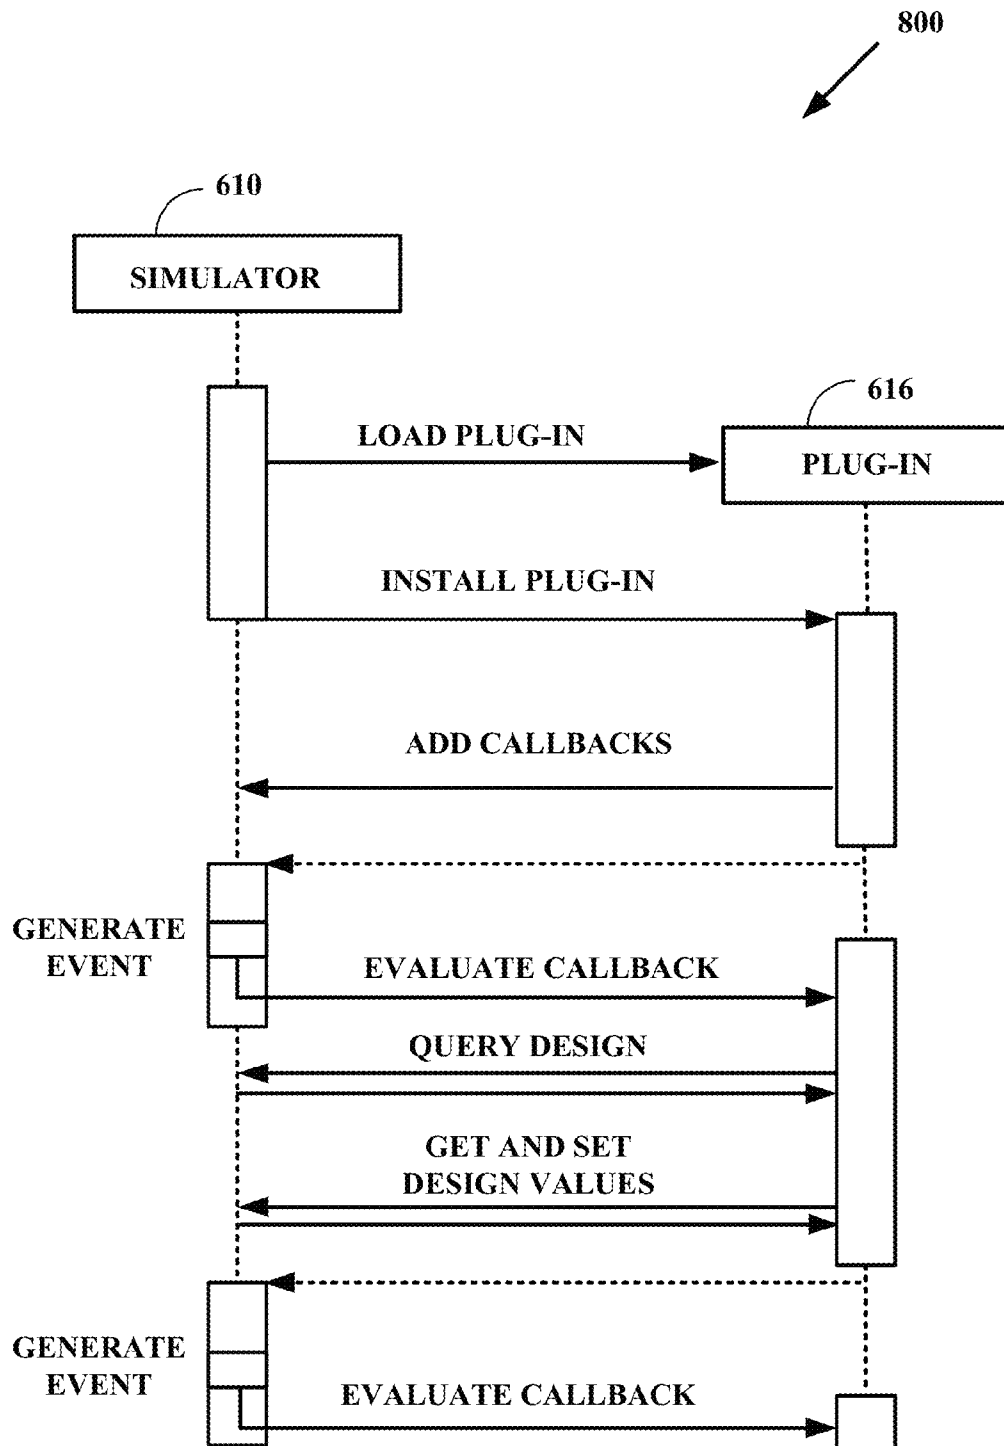 800
610
SIMULATOR
616
LOAD PLUG-IN
PLUG-IN
INSTALL PLUG-IN
ADD CALLBACKS
GENERATE
EVENT
EVALUATE CALLBACK
QUERY DESIGN
GET AND SET
DESIGN VALUES
GENERATE
EVENT
EVALUATE CALLBACK